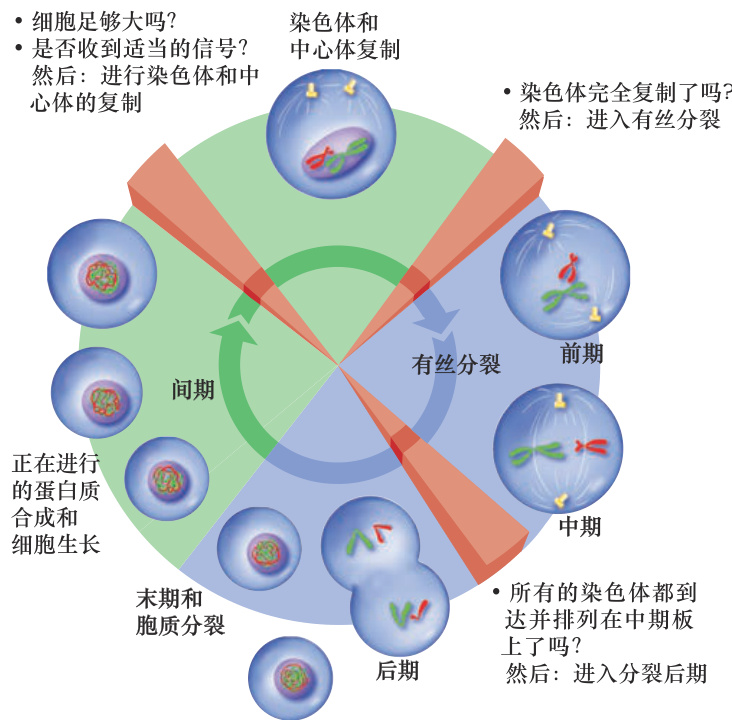 • 细胞足够大吗?
• 是否收到适当的信号?
然后: 进行染色体和中
心体的复制
染色体和
中心体复制
• 染色体完全复制了吗?
然后: 进入有丝分裂
前期
有丝分裂
间期
中期
正在进行
的蛋白质
合成和
细胞生长
末期和
胞质分裂
后期
• 所有的染色体都到
达并排列在中期板
上了吗?
然后: 进入分裂后期